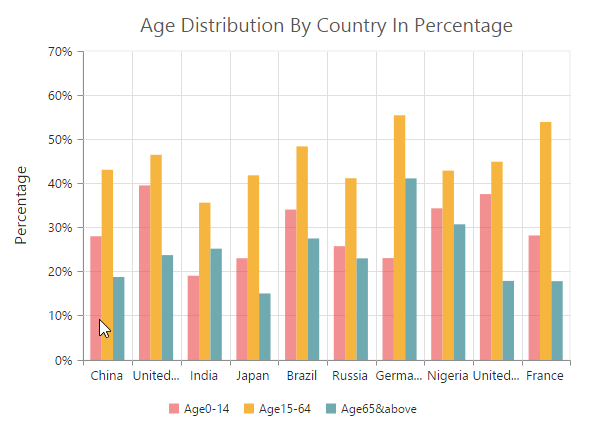 Age Distribution By Country In Percentage
Percentage
70%
60%
50%
40%
30%
20%
10%
0%
China United... India Japan Brazil Russia Germa... Nigeria United... France
Age0-14 Age15-64 Age65&above